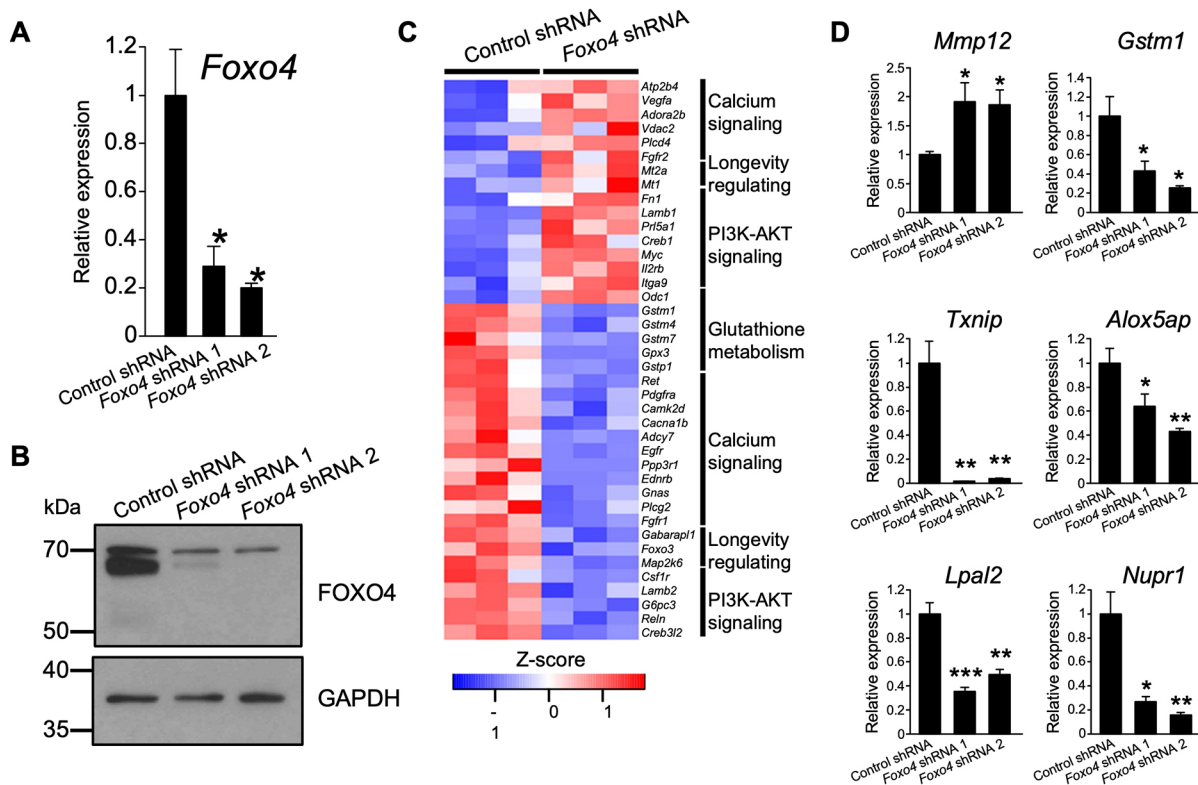 A
Foxo4
Relative expression
1.2
1
0.8
0.6
0.4
0.2
0
*
*
Control shRNA
Foxo4 shRNA 1
Foxo4 shRNA 2
B
kDa
Control shRNA
Foxo4 shRNA 1
Foxo4 shRNA 2
70
50
FOXO4
40
35
GAPDH
C
Control shRNA
Foxo4 shRNA
Atp2b4
Vegfa
Adora2b
Vdac2
Plcd4
Fgfr2
Mt2a
Mt1
Fn1
Lamb1
Prl5a1
Creb1
Myc
Il2rb
Itga9
Odc1
Gstm1
Gstm4
Gstm7
Gpx3
Gstp1
Ret
Pdgfra
Camk2d
Cacna1b
Adcy7
Egfr
Ppp3r1
Ednrb
Gnas
Plcg2
Fgfr1
Gabarapl1
Foxo3
Map2k6
Csf1r
Lamb2
G6pc3
Reln
Creb3l2
Calcium
signaling
Longevity
regulating
PI3K-AKT
signaling
Glutathione
metabolism
Calcium
signaling
Longevity
regulating
PI3K-AKT
signaling
Z-score
-
1
0
1
D
Mmp12
Relative expression
2.5
2
1.5
1
0.5
0
*
*
Control shRNA
Foxo4 shRNA 1
Foxo4 shRNA 2
Gstm1
Relative expression
1.4
1.2
1
0.8
0.6
0.4
0.2
0
*
*
Control shRNA
Foxo4 shRNA 1
Foxo4 shRNA 2
Txnip
Relative expression
1.2
1
0.8
0.6
0.4
0.2
0
**
**
Control shRNA
Foxo4 shRNA 1
Foxo4 shRNA 2
Alox5ap
Relative expression
1.2
1
0.8
0.6
0.4
0.2
0
*
**
Control shRNA
Foxo4 shRNA 1
Foxo4 shRNA 2
Lpal2
Relative expression
1.2
1
0.8
0.6
0.4
0.2
0
***
**
Control shRNA
Foxo4 shRNA 1
Foxo4 shRNA 2
Nupr1
Relative expression
1.2
1
0.8
0.6
0.4
0.2
0
*
**
Control shRNA
Foxo4 shRNA 1
Foxo4 shRNA 2